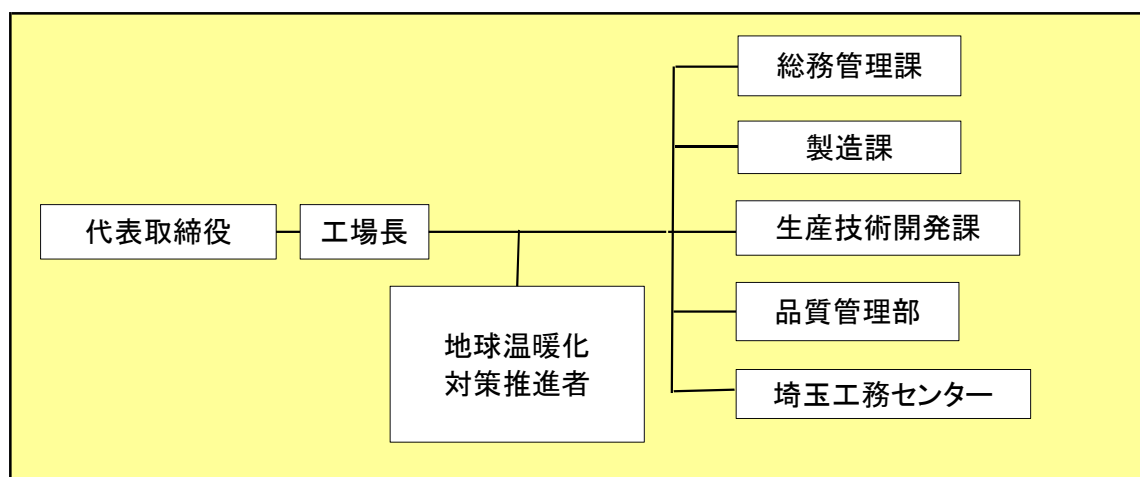 総務管理課
製造課
代表取締役
工場長
生産技術開発課
地球温暖化
対策推進者
品質管理部
埼玉工務センター